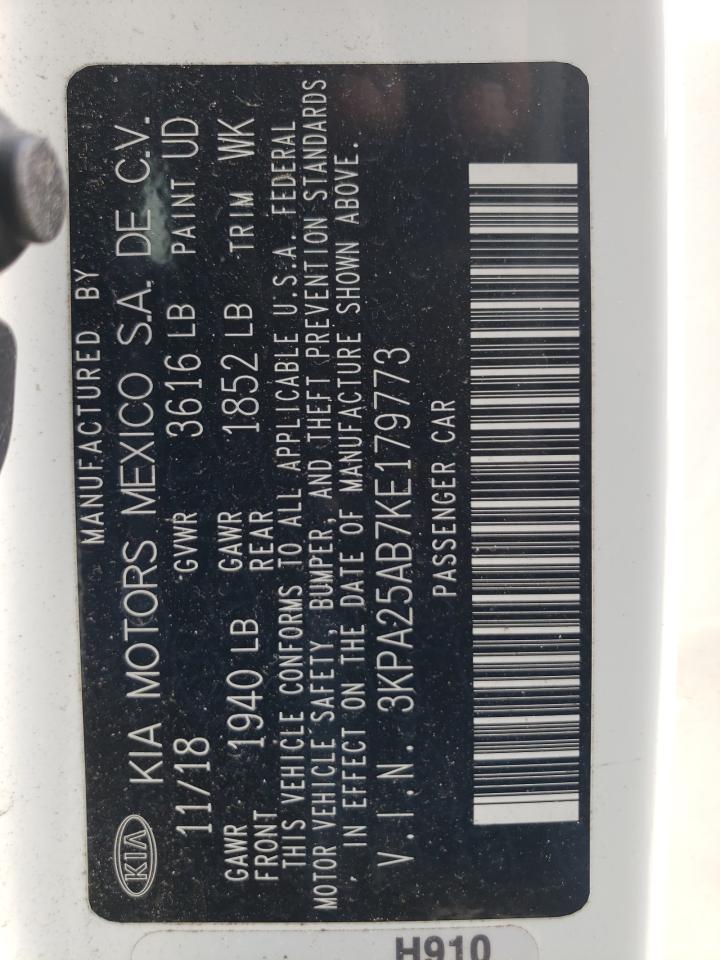 MANUFACTURED BY
KIA KIA MOTORS MEXICO S.A. DE C.V.
11/18 GVWR 3616 LB PAINT UD
GAWR FRONT 1940 LB GAWR REAR 1852 LB TRIM WK
THIS VEHICLE CONFORMS TO ALL APPLICABLE U.S.A. FEDERAL
MOTOR VEHICLE SAFETY, BUMPER, AND THEFT PREVENTION STANDARDS
, IN EFFECT ON THE DATE OF MANUFACTURE SHOWN ABOVE.
V.I.N. 3KPA25AB7KE179773
PASSENGER CAR
H910